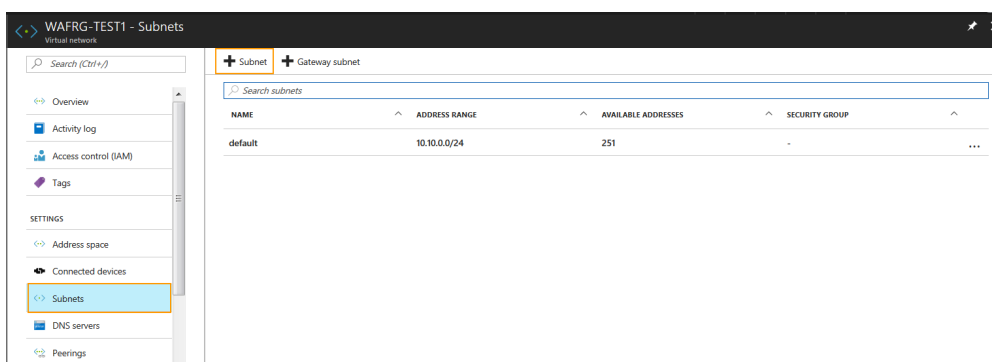 WAFRG-TEST1 - Subnets
Virtual network
Search (Ctrl+/)
Overview
Activity log
Access control (IAM)
Tags
SETTINGS
Address space
Connected devices
Subnets
DNS servers
Peerings
+ Subnet + Gateway subnet
Search subnets
NAME ADDRESS RANGE AVAILABLE ADDRESSES SECURITY GROUP
default 10.10.0.0/24 251 - ...